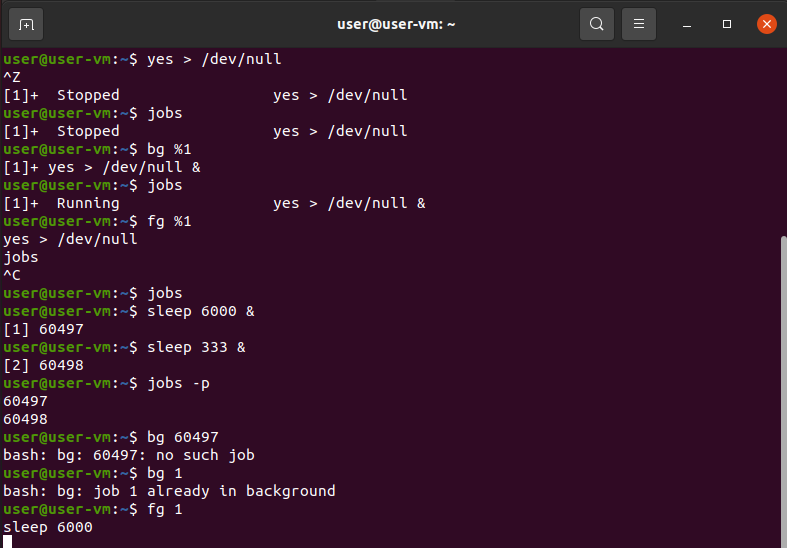 user@user-vm: ~
user@user-vm:~$ yes > /dev/null
^Z
[1]+  Stopped                 yes > /dev/null
user@user-vm:~$ jobs
[1]+  Stopped                 yes > /dev/null
user@user-vm:~$ bg %1
[1]+ yes > /dev/null &
user@user-vm:~$ jobs
[1]+  Running                 yes > /dev/null &
user@user-vm:~$ fg %1
yes > /dev/null
jobs
^C
user@user-vm:~$ jobs
user@user-vm:~$ sleep 6000 &
[1] 60497
user@user-vm:~$ sleep 333 &
[2] 60498
user@user-vm:~$ jobs -p
60497
60498
user@user-vm:~$ bg 60497
bash: bg: 60497: no such job
user@user-vm:~$ bg 1
bash: bg: job 1 already in background
user@user-vm:~$ fg 1
sleep 6000